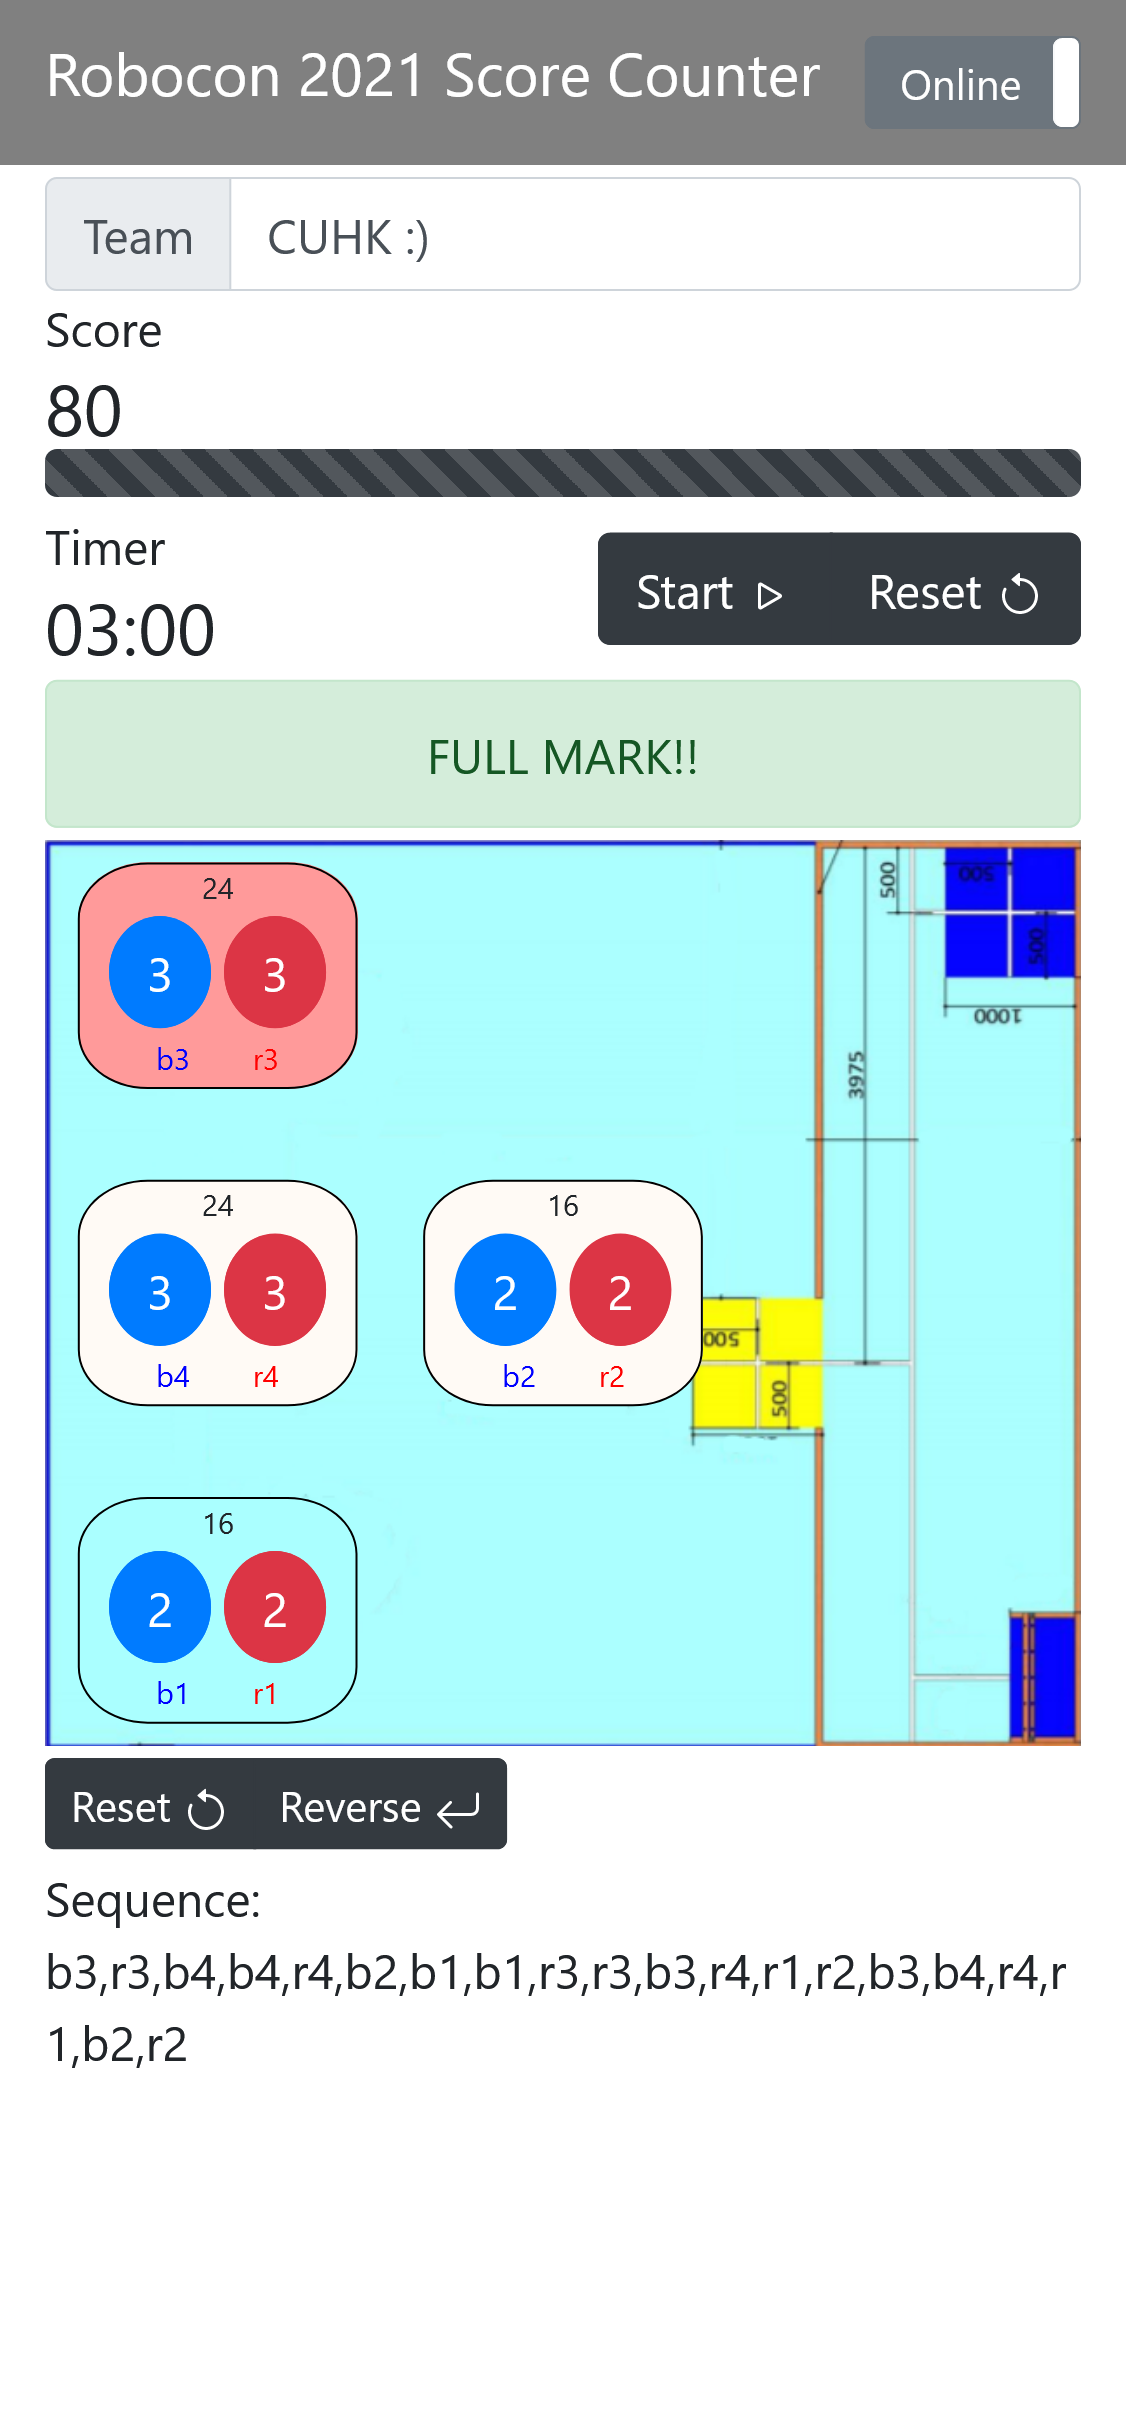 Robocon 2021 Score Counter
Online
Team
CUHK :)
Score
80
Timer
03:00
Start
Reset
FULL MARK!!
24
3 3
b3 r3
24
3 3
b4 r4
16
2 2
b2 r2
16
2 2
b1 r1
500
500
500
1000
3975
500
500
Reset
Reverse
Sequence:
b3,r3,b4,b4,r4,b2,b1,b1,r3,r3,b3,r4,r1,r2,b3,b4,r4,r
1,b2,r2